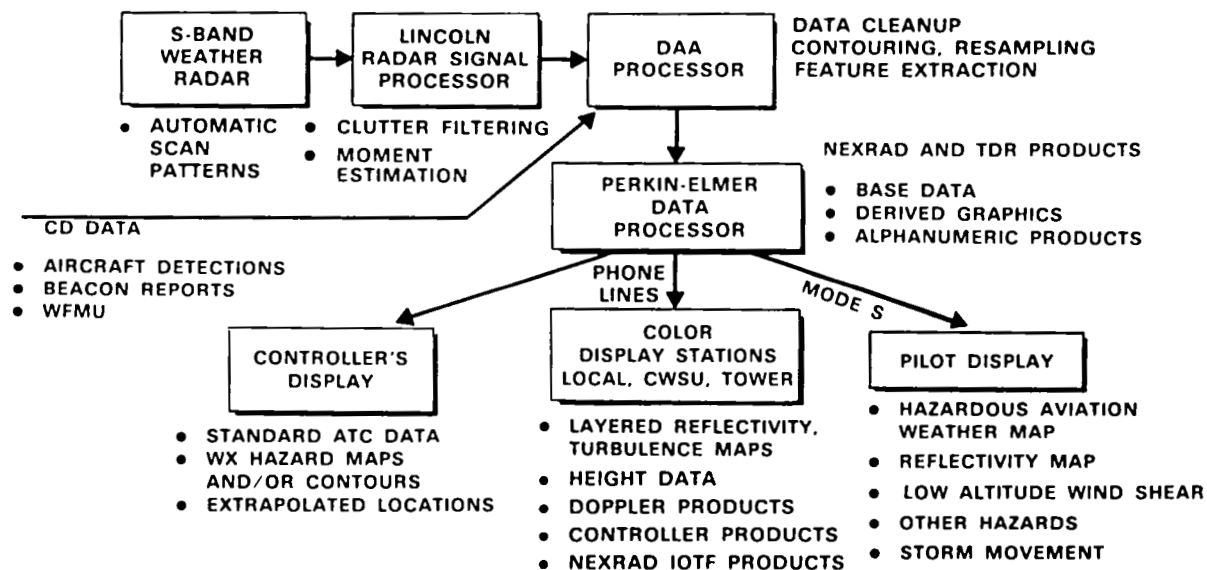 S-BAND
WEATHER
RADAR
LINCOLN
RADAR SIGNAL
PROCESSOR
DAA
PROCESSOR
DATA CLEANUP
CONTOURING, RESAMPLING
FEATURE EXTRACTION
• AUTOMATIC
SCAN
PATTERNS
• CLUTTER FILTERING
• MOMENT
ESTIMATION
CD DATA
• AIRCRAFT DETECTIONS
• BEACON REPORTS
• WFMU
PERKIN-ELMER
DATA
PROCESSOR
NEXRAD AND TDR PRODUCTS
• BASE DATA
• DERIVED GRAPHICS
• ALPHANUMERIC PRODUCTS
PHONE
LINES
MODE S
CONTROLLER'S
DISPLAY
• STANDARD ATC DATA
• WX HAZARD MAPS
AND/OR CONTOURS
• EXTRAPOLATED LOCATIONS
COLOR
DISPLAY STATIONS
LOCAL, CWSU, TOWER
• LAYERED REFLECTIVITY,
TURBULENCE MAPS
• HEIGHT DATA
• DOPPLER PRODUCTS
• CONTROLLER PRODUCTS
• NEXRAD IOTF PRODUCTS
PILOT DISPLAY
• HAZARDOUS AVIATION
WEATHER MAP
• REFLECTIVITY MAP
• LOW ALTITUDE WIND SHEAR
• OTHER HAZARDS
• STORM MOVEMENT